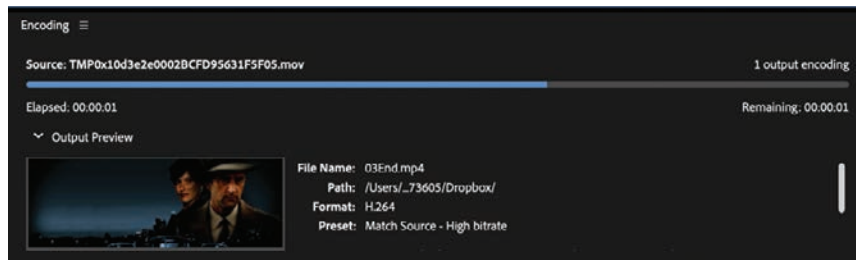 Encoding
Source: TMP0x10d3e2e0002BCFD95631F5F05.mov
1 output encoding
Elapsed: 00:00:01
Remaining: 00:00:01
Output Preview
File Name: 03End.mp4
Path: /Users/_73605/Dropbox/
Format: H.264
Preset: Match Source - High bitrate